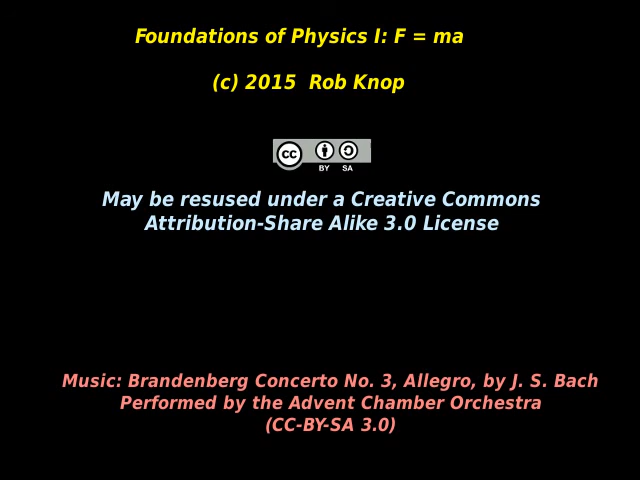 Foundations of Physics I: F = ma
(c) 2015 Rob Knop
cc BY SA
May be resused under a Creative Commons
Attribution-Share Alike 3.0 License
Music: Brandenberg Concerto No. 3, Allegro, by J. S. Bach
Performed by the Advent Chamber Orchestra
(CC-BY-SA 3.0)